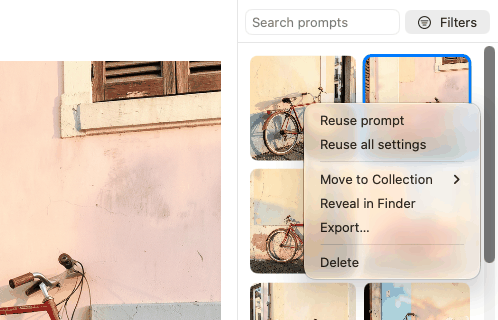 Search prompts
Filters
Reuse prompt
Reuse all settings
Move to Collection
Reveal in Finder
Export...
Delete